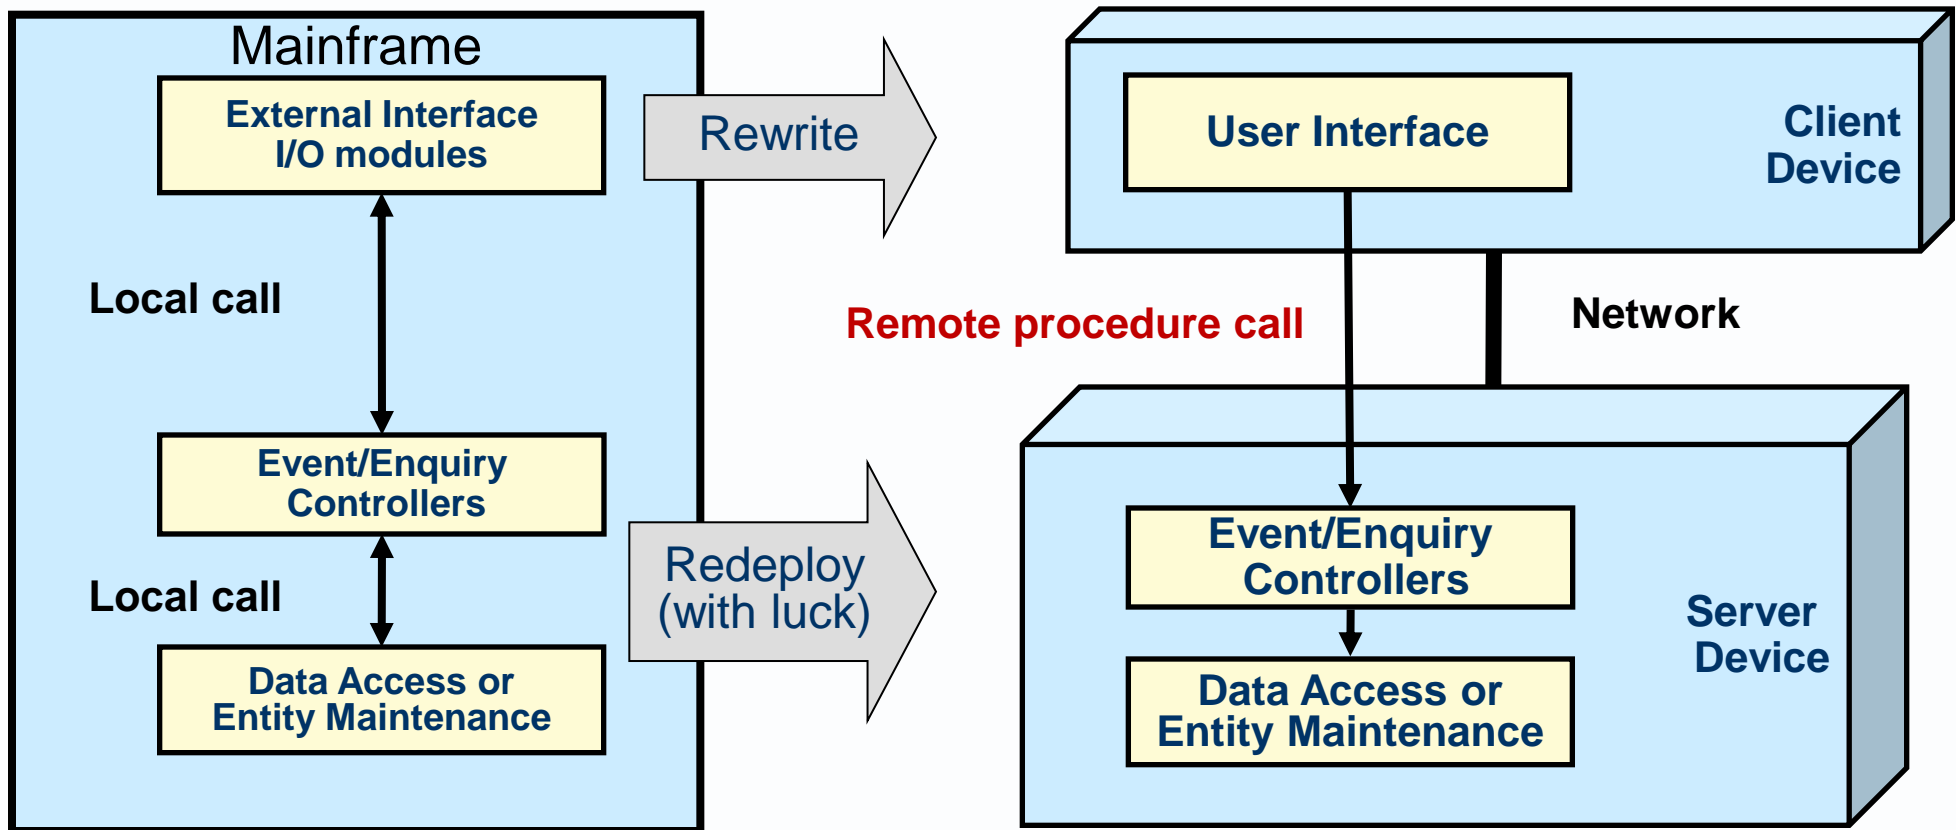 Mainframe
External Interface
I/O modules
Local call
Event/Enquiry
Controllers
Local call
Data Access or
Entity Maintenance
Rewrite
Redeploy
(with luck)
User Interface
Client
Device
Remote procedure call
Network
Event/Enquiry
Controllers
Data Access or
Entity Maintenance
Server
Device